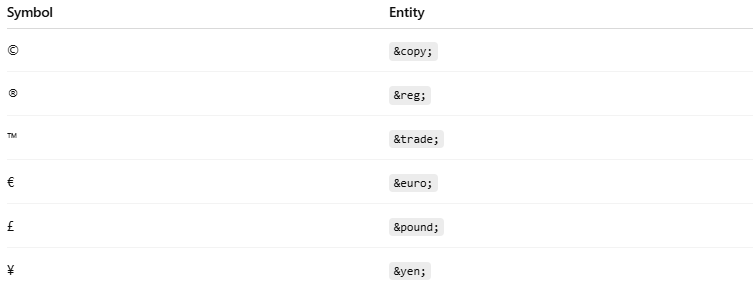 Symbol Entity
© &copy;
® &reg;
™ &trade;
€ &euro;
£ &pound;
¥ &yen;